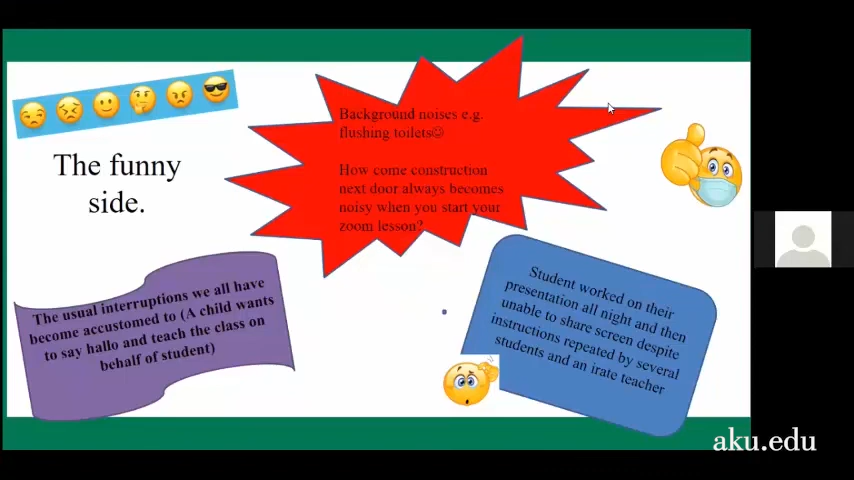 The funny
side.
Background noises e.g.
flushing toilets☺
How come construction
next door always becomes
noisy when you start your
zoom lesson?
The usual interruptions we all have
become accustomed to (A child wants
to say hallo and teach the class on
behalf of student)
Student worked on their
presentation all night and then
unable to share screen despite
instructions repeated by several
students and an irate teacher
aku.edu